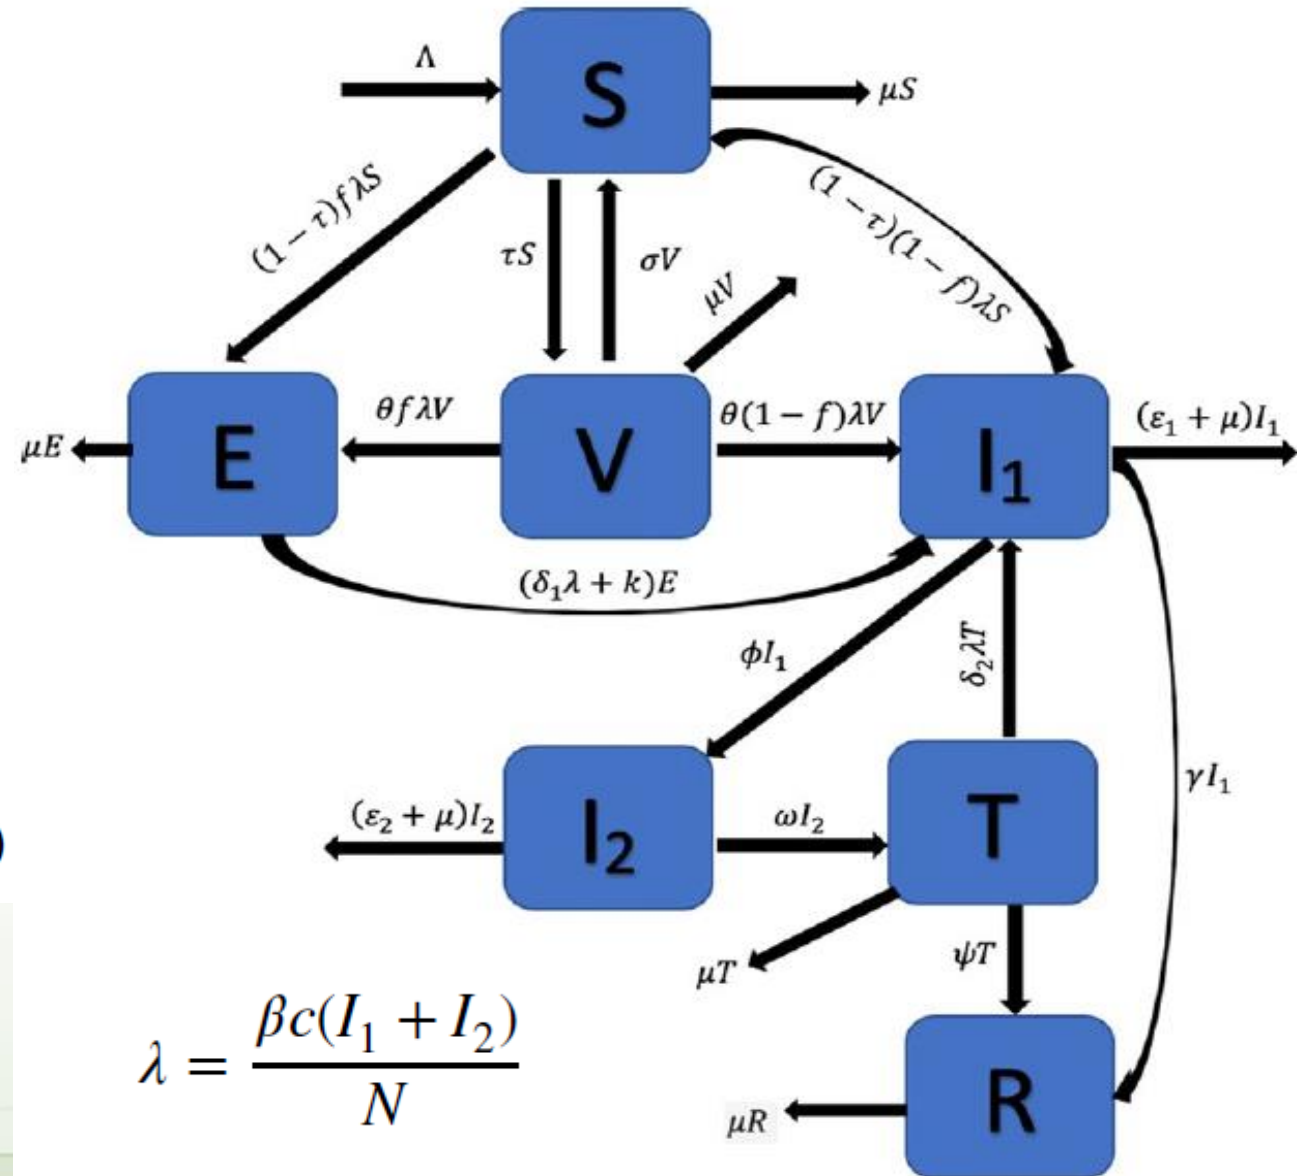 Λ
S
μS
(1 − τ)fλS
τS
σV
μV
(1 − τ)(1 − f)λS
μE
E
θfλV
V
θ(1 − f)λV
I₁
(ε₁ + μ)I₁
(δ₁λ + k)E
ϕI₁
δ₂λT
γI₁
(ε₂ + μ)I₂
I₂
ωI₂
T
)
μT
ψT
λ = βc(I₁ + I₂) / N
μR
R